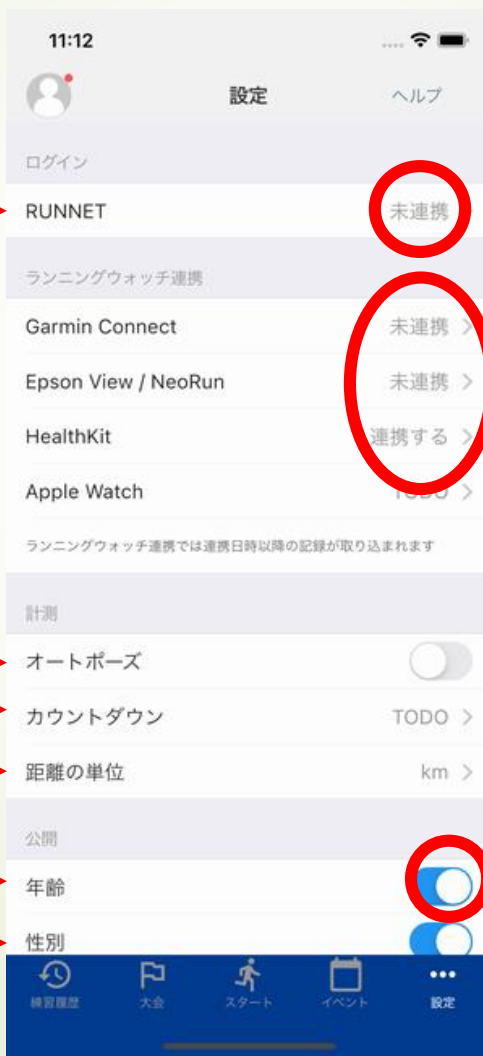 11:12
設定
ヘルプ
ログイン
RUNNET 未連携
ランニングウォッチ連携
Garmin Connect 未連携
Epson View / NeoRun 未連携
HealthKit 連携する
Apple Watch TODO
ランニングウォッチ連携では連携日時以降の記録が取り込まれます
計測
オートポーズ
カウントダウン TODO
距離の単位 km
公開
年齢
性別
練習履歴 大会 スタート イベント 設定